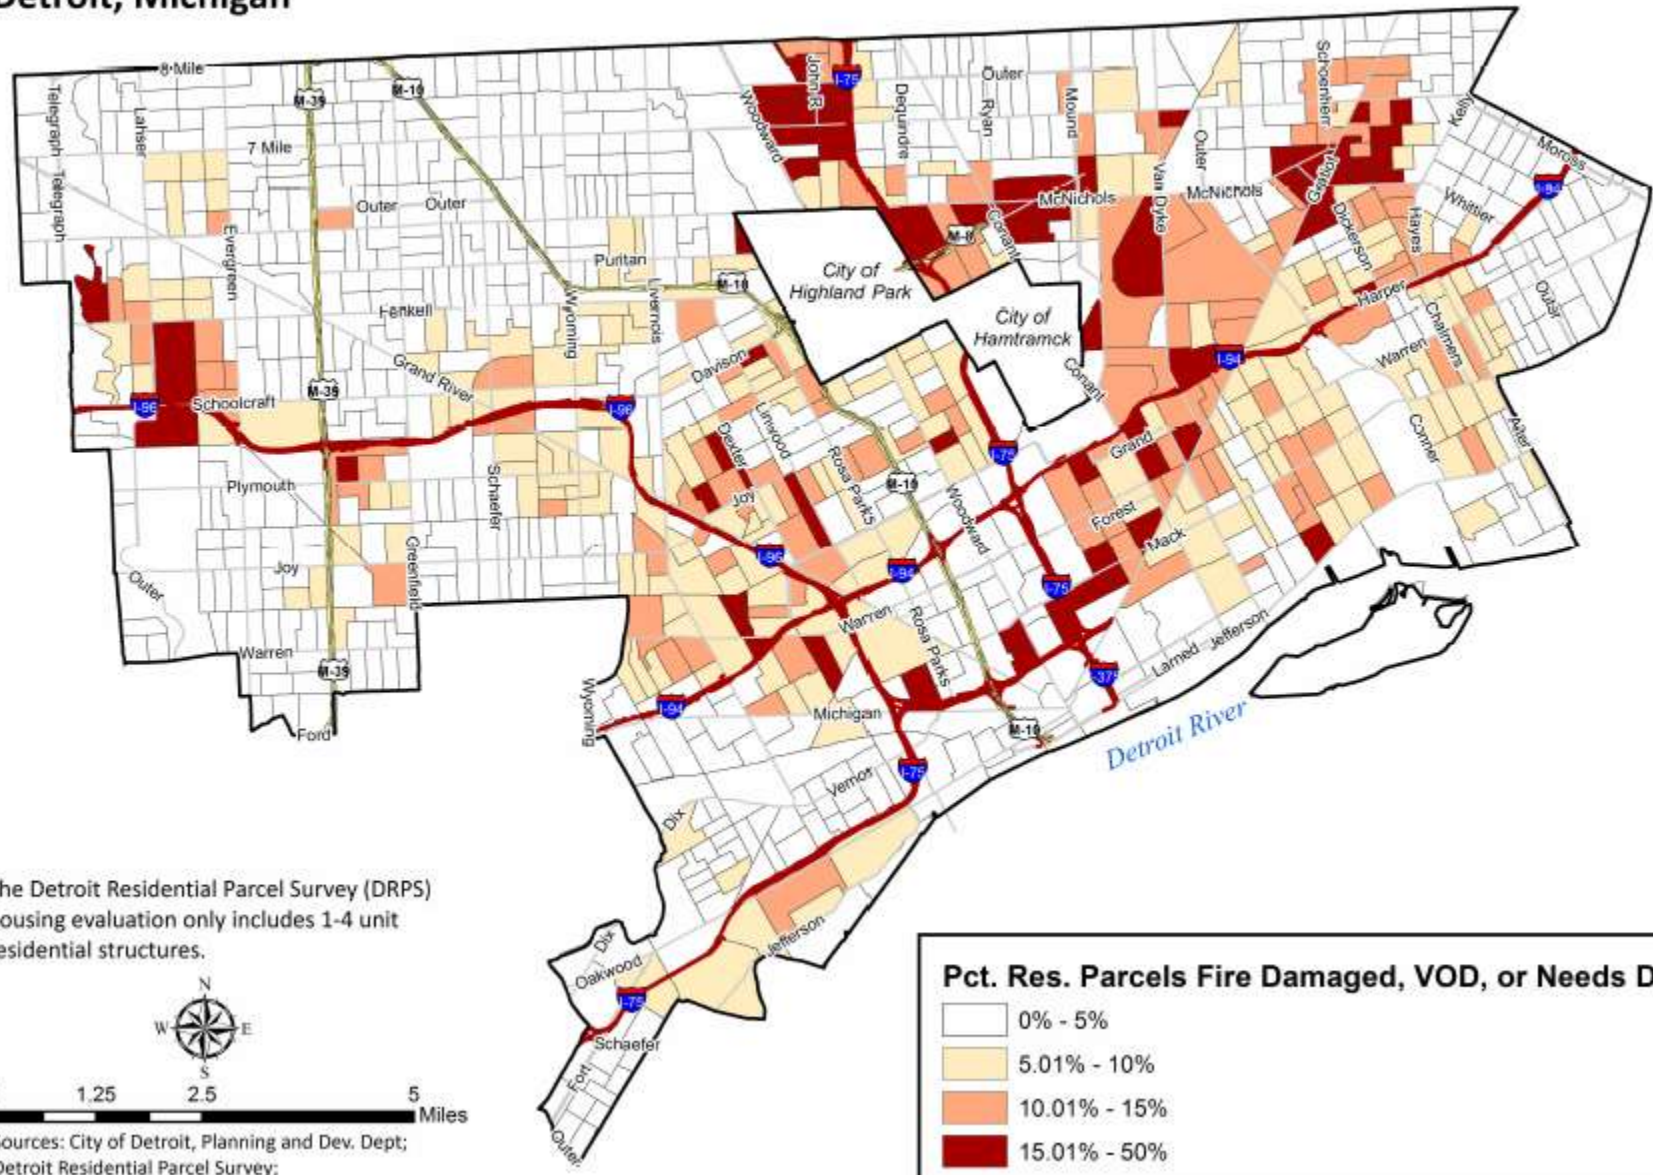 Detroit, Michigan
8 Mile
M-39
M-10
Telegraph
Telegraph
Lahser
7 Mile
Outer
Outer
Evergreen
Puritan
Fenkell
Livernois
Wyoming
Grand River
M-39
I-96
Schoolcraft
I-96
Plymouth
Schaefer
Joy
Greenfield
Outer
Warren
M-39
Ford
Woodward
John R
I-75
Dequindre
Outer
Ryan
Mound
Van Dyke
Outer
McNichols
McNichols
Conant
M-8
Schoenherr
Gratiot
Kelly
Moross
I-94
Whittier
Hayes
Dickerson
Harper
Outer
Chalmers
Warren
Conner
Alter
City of
Highland Park
City of
Hamtramck
Conant
I-94
M-10
Davison
Linwood
Dexter
Joy
Rosa Parks
M-10
Woodward
I-75
Grand
Forest
Mack
I-96
I-94
I-75
Warren
Rosa Parks
Larned
Jefferson
I-375
Wyoming
I-94
Michigan
M-10
Detroit River
I-75
Vernor
Dix
Dix
Oakwood
Jefferson
I-75
Schaefer
Fort
Outer
he Detroit Residential Parcel Survey (DRPS)
ousing evaluation only includes 1-4 unit
esidential structures.
N
W
E
S
1.25
2.5
5
Miles
Sources: City of Detroit, Planning and Dev. Dept;
Detroit Residential Parcel Survey;
Pct. Res. Parcels Fire Damaged, VOD, or Needs D
0% - 5%
5.01% - 10%
10.01% - 15%
15.01% - 50%